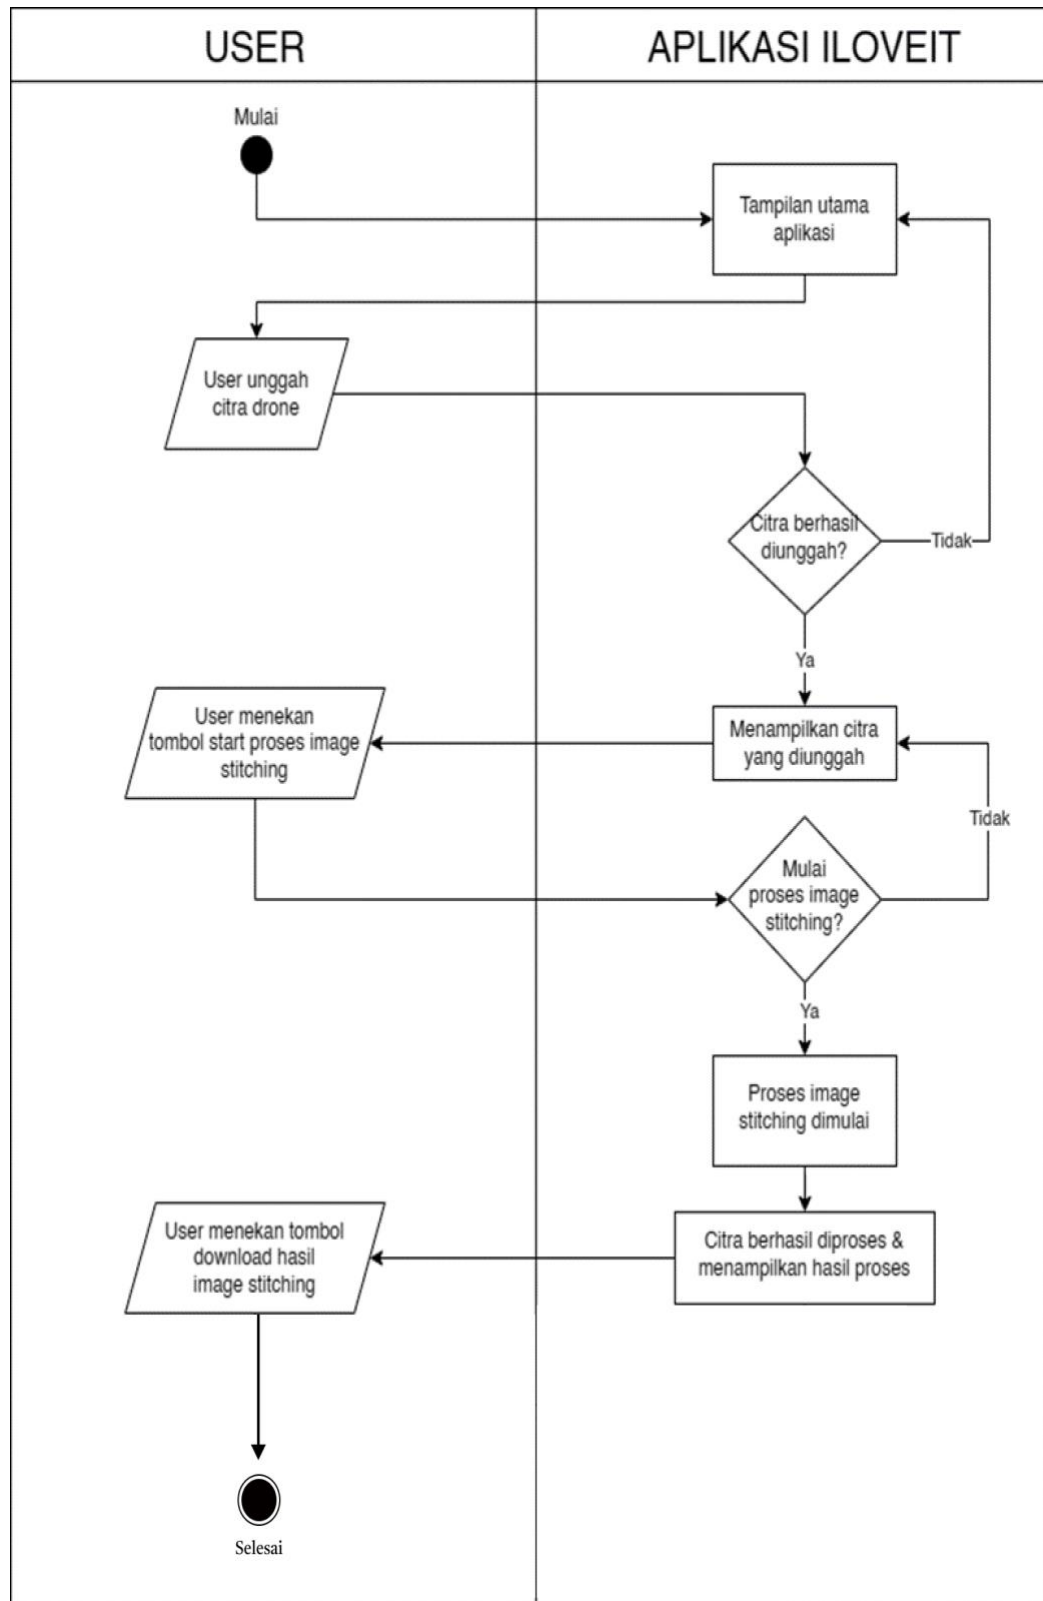 USER
APLIKASI ILOVEIT
Mulai
Tampilan utama
aplikasi
User unggah
citra drone
Citra berhasil
diunggah?
Tidak
Ya
Menampilkan citra
yang diunggah
User menekan
tombol start proses image
stitching
Tidak
Mulai
proses image
stitching?
Ya
Proses image
stitching dimulai
Citra berhasil diproses &
menampilkan hasil proses
User menekan tombol
download hasil
image stitching
Selesai